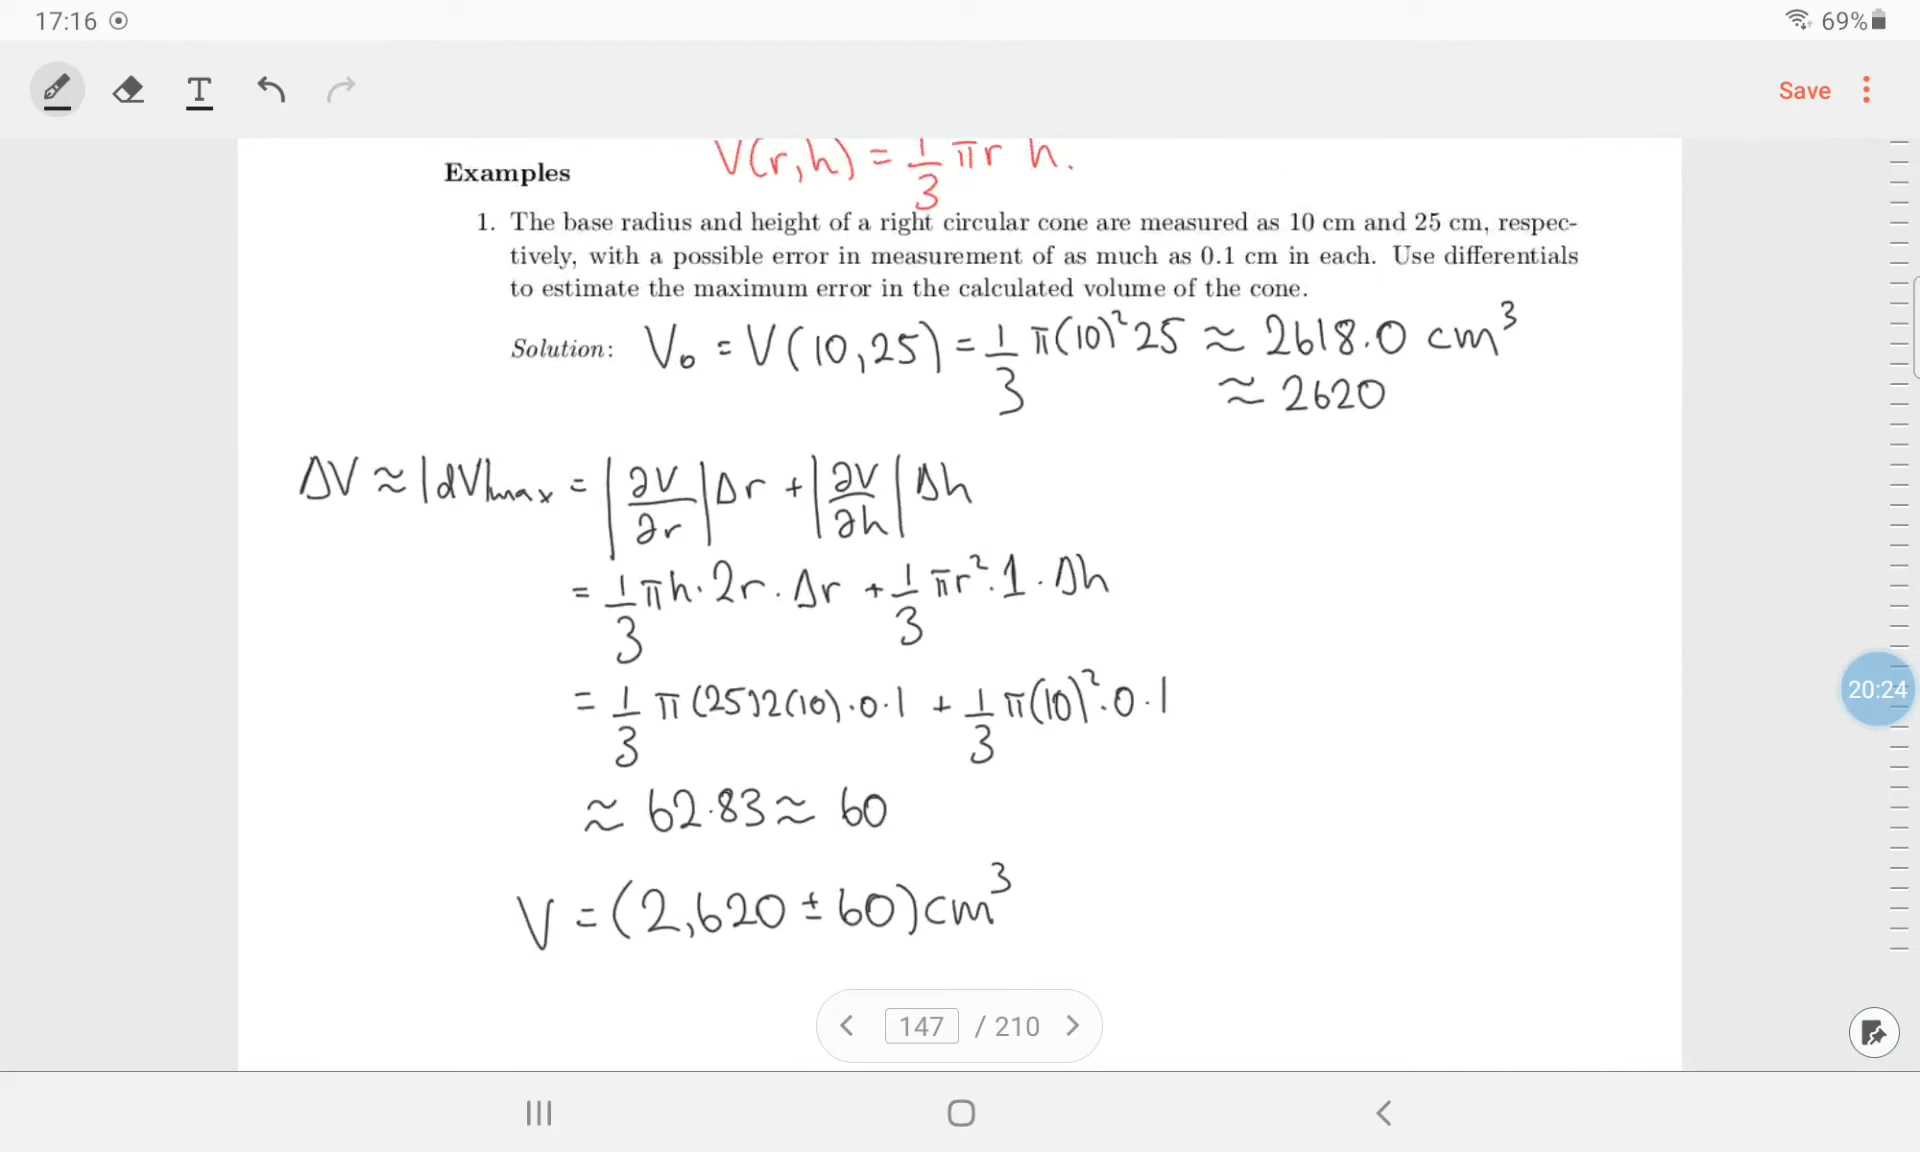 17:16 69%
T Save
V(r,h) = 1/3 πr h.
Examples
1. The base radius and height of a right circular cone are measured as 10 cm and 25 cm, respec-
tively, with a possible error in measurement of as much as 0.1 cm in each. Use differentials
to estimate the maximum error in the calculated volume of the cone.
Solution: V₀ = V(10,25) = 1/3 π(10)² 25 ≈ 2618.0 cm³
≈ 2620
ΔV ≈ |dV|max = |∂V/∂r| Δr + |∂V/∂h| Δh
= 1/3 πh · 2r · Δr + 1/3 πr² · 1 · Δh
= 1/3 π(25)2(10) · 0.1 + 1/3 π(10)² · 0.1
20:24
≈ 62.83 ≈ 60
V = (2,620 ± 60) cm³
147 / 210